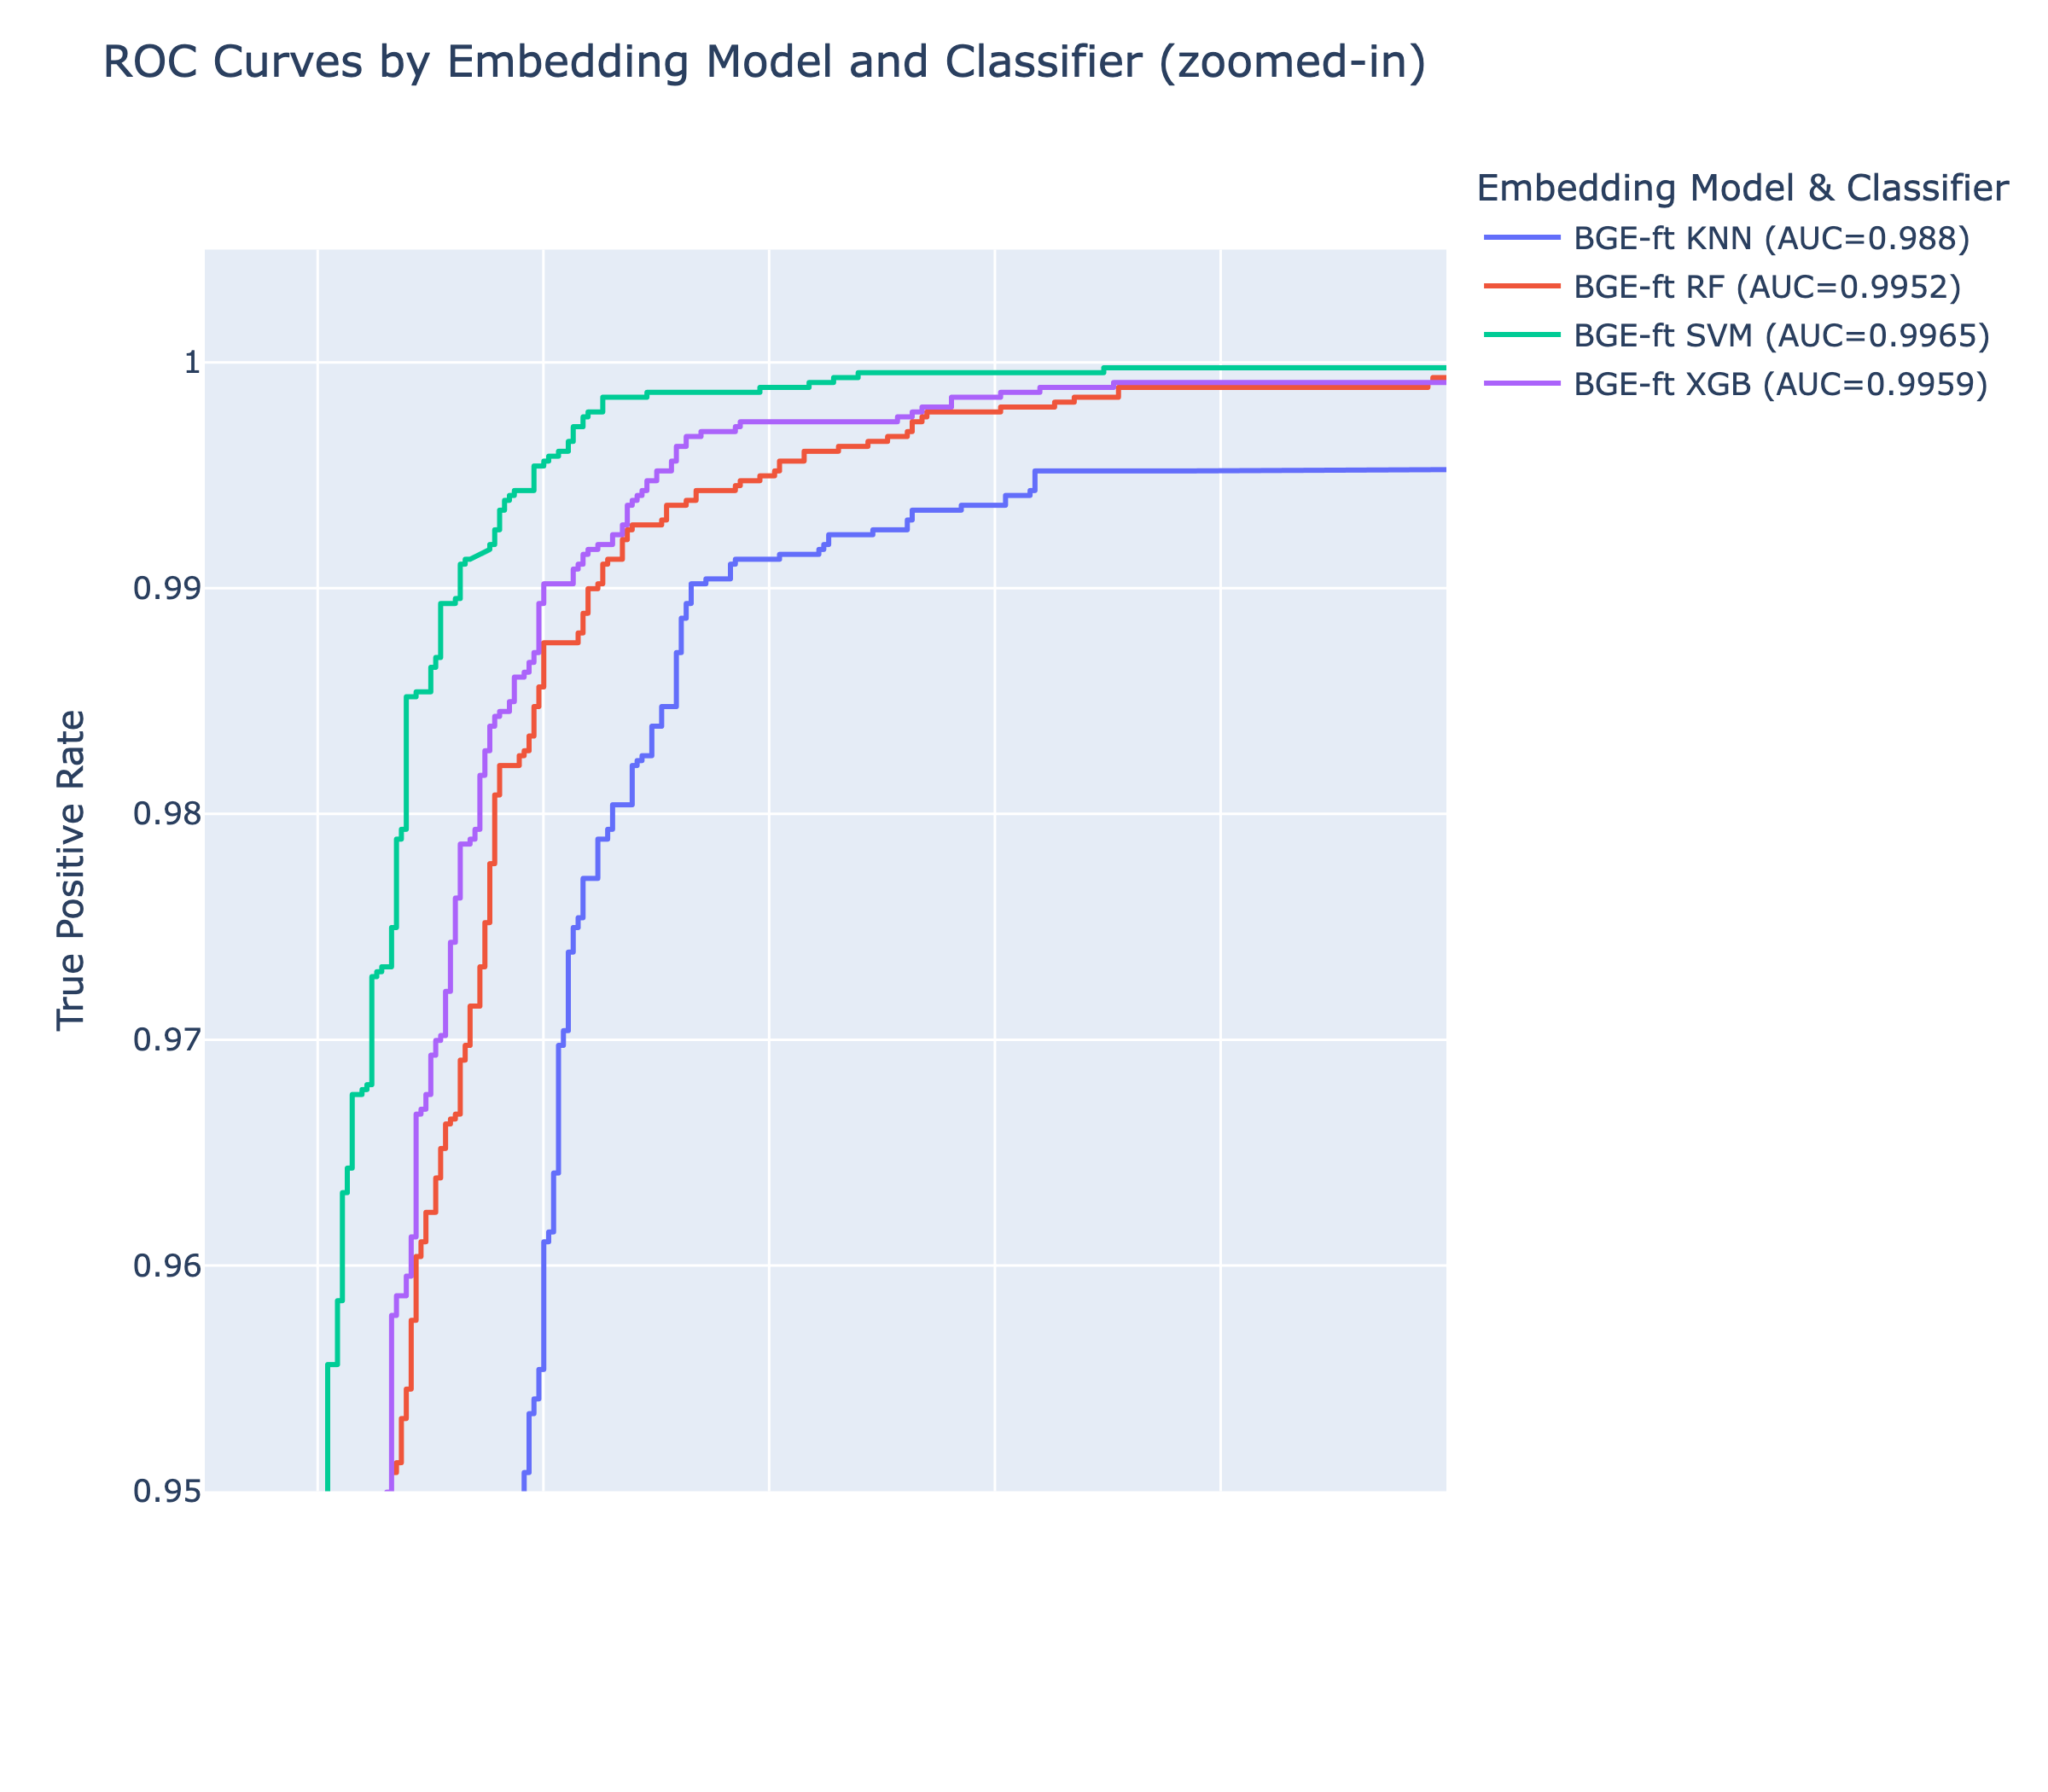 ROC Curves by Embedding Model and Classifier (zoomed-in)
Embedding Model & Classifier
BGE-ft KNN (AUC=0.988)
BGE-ft RF (AUC=0.9952)
BGE-ft SVM (AUC=0.9965)
BGE-ft XGB (AUC=0.9959)
True Positive Rate
1
0.99
0.98
0.97
0.96
0.95